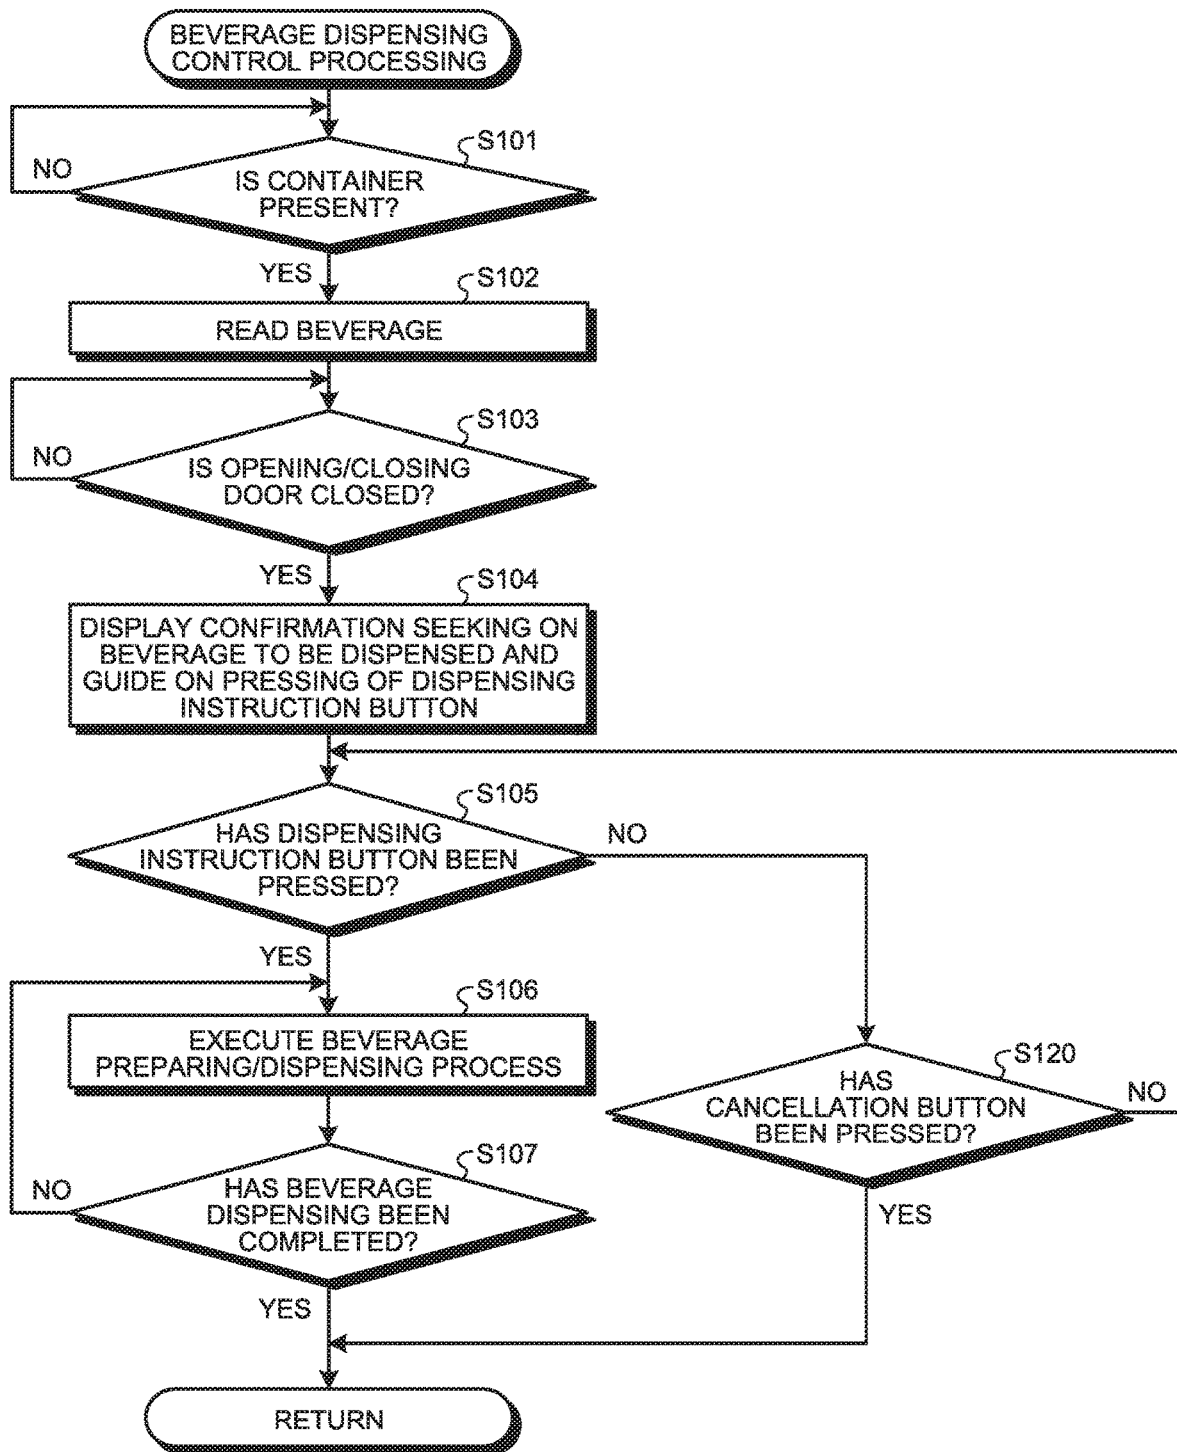 BEVERAGE DISPENSING
CONTROL PROCESSING
S101
NO
IS CONTAINER
PRESENT?
YES
S102
READ BEVERAGE
S103
NO
IS OPENING/CLOSING
DOOR CLOSED?
YES
S104
DISPLAY CONFIRMATION SEEKING ON
BEVERAGE TO BE DISPENSED AND
GUIDE ON PRESSING OF DISPENSING
INSTRUCTION BUTTON
S105
HAS DISPENSING
INSTRUCTION BUTTON BEEN
PRESSED?
NO
YES
S106
EXECUTE BEVERAGE
PREPARING/DISPENSING PROCESS
S120
HAS
CANCELLATION BUTTON
BEEN PRESSED?
NO
YES
S107
NO
HAS BEVERAGE
DISPENSING BEEN
COMPLETED?
YES
RETURN